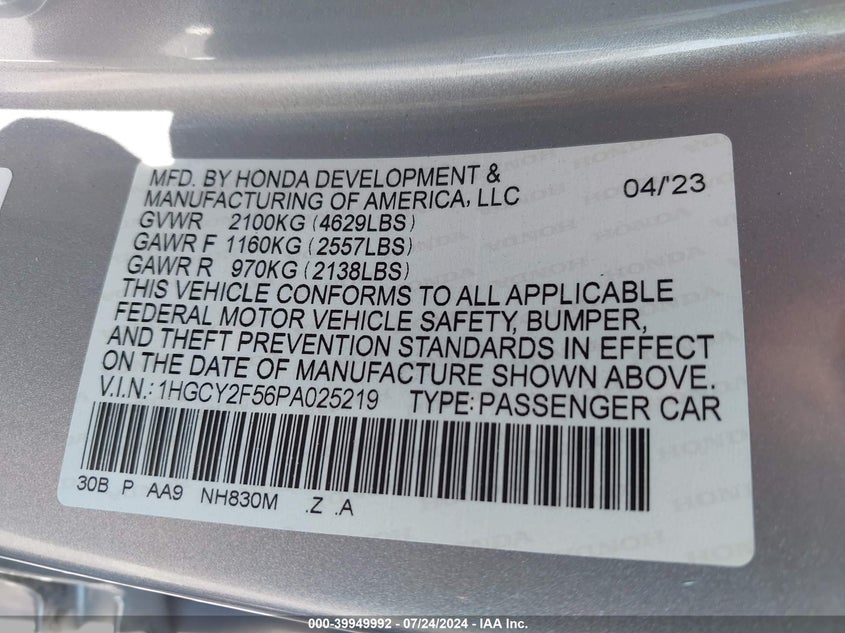 MFD. BY HONDA DEVELOPMENT &
MANUFACTURING OF AMERICA, LLC 04/'23
GVWR 2100KG (4629LBS)
GAWR F 1160KG (2557LBS)
GAWR R 970KG (2138LBS)
THIS VEHICLE CONFORMS TO ALL APPLICABLE
FEDERAL MOTOR VEHICLE SAFETY, BUMPER,
AND THEFT PREVENTION STANDARDS IN EFFECT
ON THE DATE OF MANUFACTURE SHOWN ABOVE.
V.I.N.: 1HGCY2F56PA025219 TYPE: PASSENGER CAR
30B P AA9 NH830M .Z .A
000-39949992 - 07/24/2024 - IAA Inc.